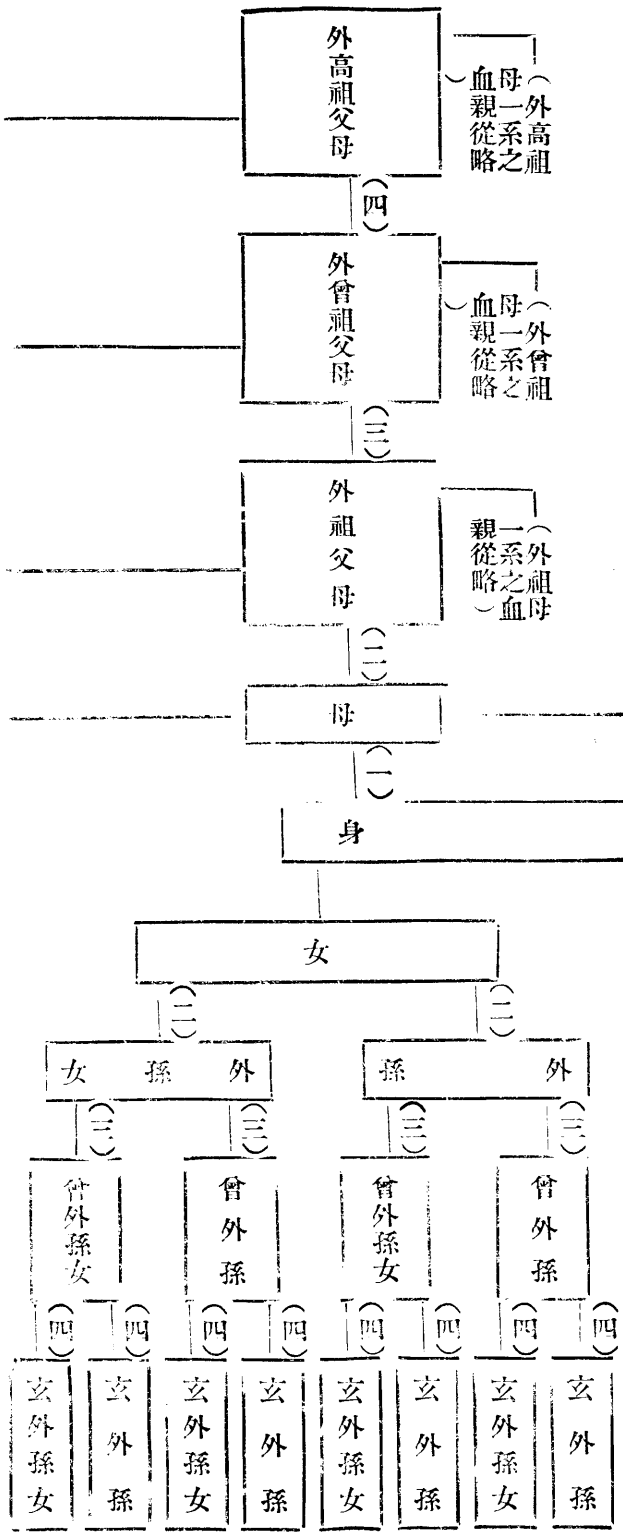 （外高祖
母一系之
血親從略
）
外高祖父母
（四）
（外曾祖
母一系之
血親從略
）
外曾祖父母
（三）
（外祖母
一系之血
親從略）
外祖父母
（二）
母
（一）
身
女
（二）
（二）
外孫
外孫女
（三）
（三）
（三）
（三）
曾外孫
曾外孫女
曾外孫
曾外孫女
（四）
（四）
（四）
（四）
（四）
（四）
（四）
（四）
玄外孫
玄外孫女
玄外孫
玄外孫女
玄外孫
玄外孫女
玄外孫
玄外孫女